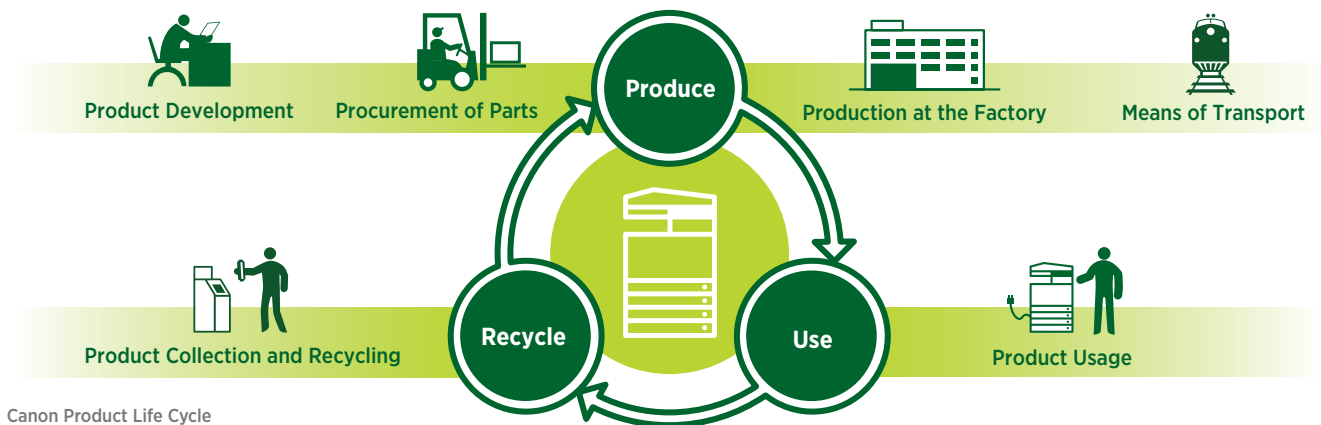 Produce
Product Development
Procurement of Parts
Production at the Factory
Means of Transport
Recycle
Use
Product Collection and Recycling
Product Usage
Canon Product Life Cycle